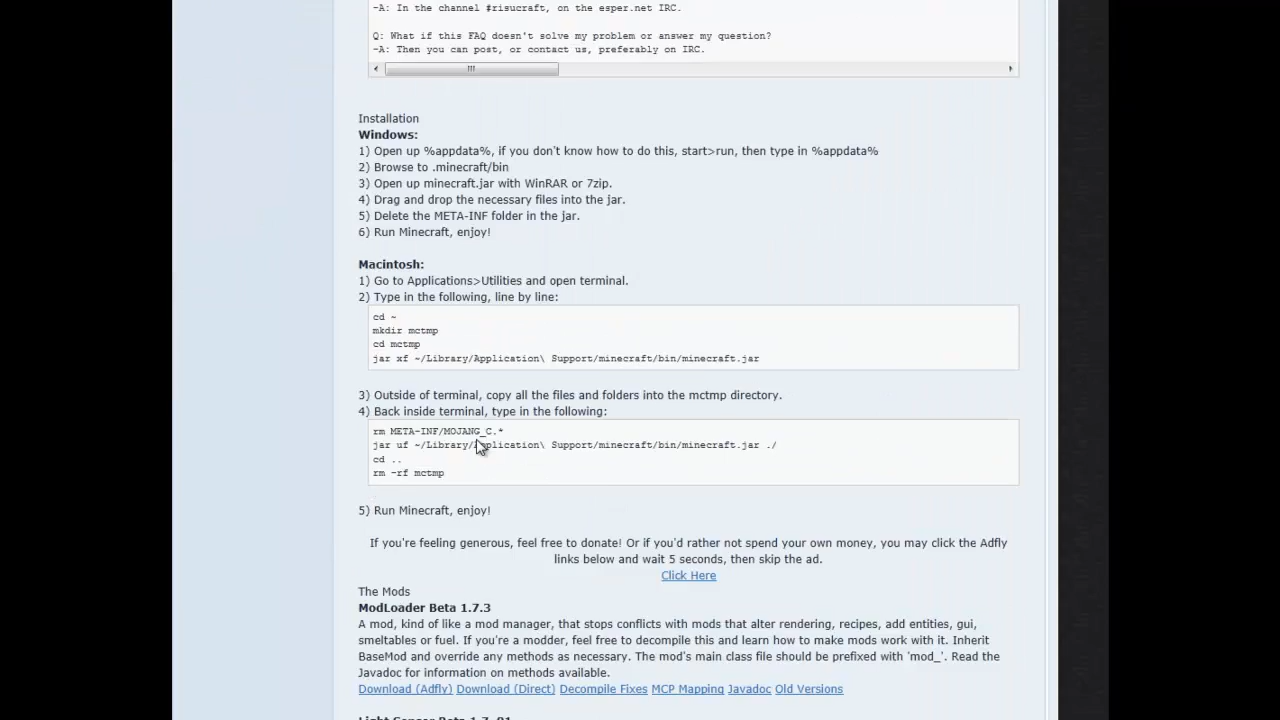 -A: In the channel #risucraft, on the esper.net IRC.
Q: What if this FAQ doesn't solve my problem or answer my question?
-A: Then you can post, or contact us, preferably on IRC.
Installation
Windows:
1) Open up %appdata%, if you don't know how to do this, start>run, then type in %appdata%
2) Browse to .minecraft/bin
3) Open up minecraft.jar with WinRAR or 7zip.
4) Drag and drop the necessary files into the jar.
5) Delete the META-INF folder in the jar.
6) Run Minecraft, enjoy!
Macintosh:
1) Go to Applications>Utilities and open terminal.
2) Type in the following, line by line:
cd ~
mkdir mctmp
cd mctmp
jar xf ~/Library/Application\ Support/minecraft/bin/minecraft.jar
3) Outside of terminal, copy all the files and folders into the mctmp directory.
4) Back inside terminal, type in the following:
rm META-INF/MOJANG_C.*
jar uf ~/Library/Application\ Support/minecraft/bin/minecraft.jar ./
cd ..
rm -rf mctmp
5) Run Minecraft, enjoy!
If you're feeling generous, feel free to donate! Or if you'd rather not spend your own money, you may click the Adfly
links below and wait 5 seconds, then skip the ad.
Click Here
The Mods
ModLoader Beta 1.7.3
A mod, kind of like a mod manager, that stops conflicts with mods that alter rendering, recipes, add entities, gui,
smeltables or fuel. If you're a modder, feel free to decompile this and learn how to make mods work with it. Inherit
BaseMod and override any methods as necessary. The mod's main class file should be prefixed with 'mod_'. Read the
Javadoc for information on methods available.
Download (Adfly) Download (Direct) Decompile Fixes MCP Mapping Javadoc Old Versions